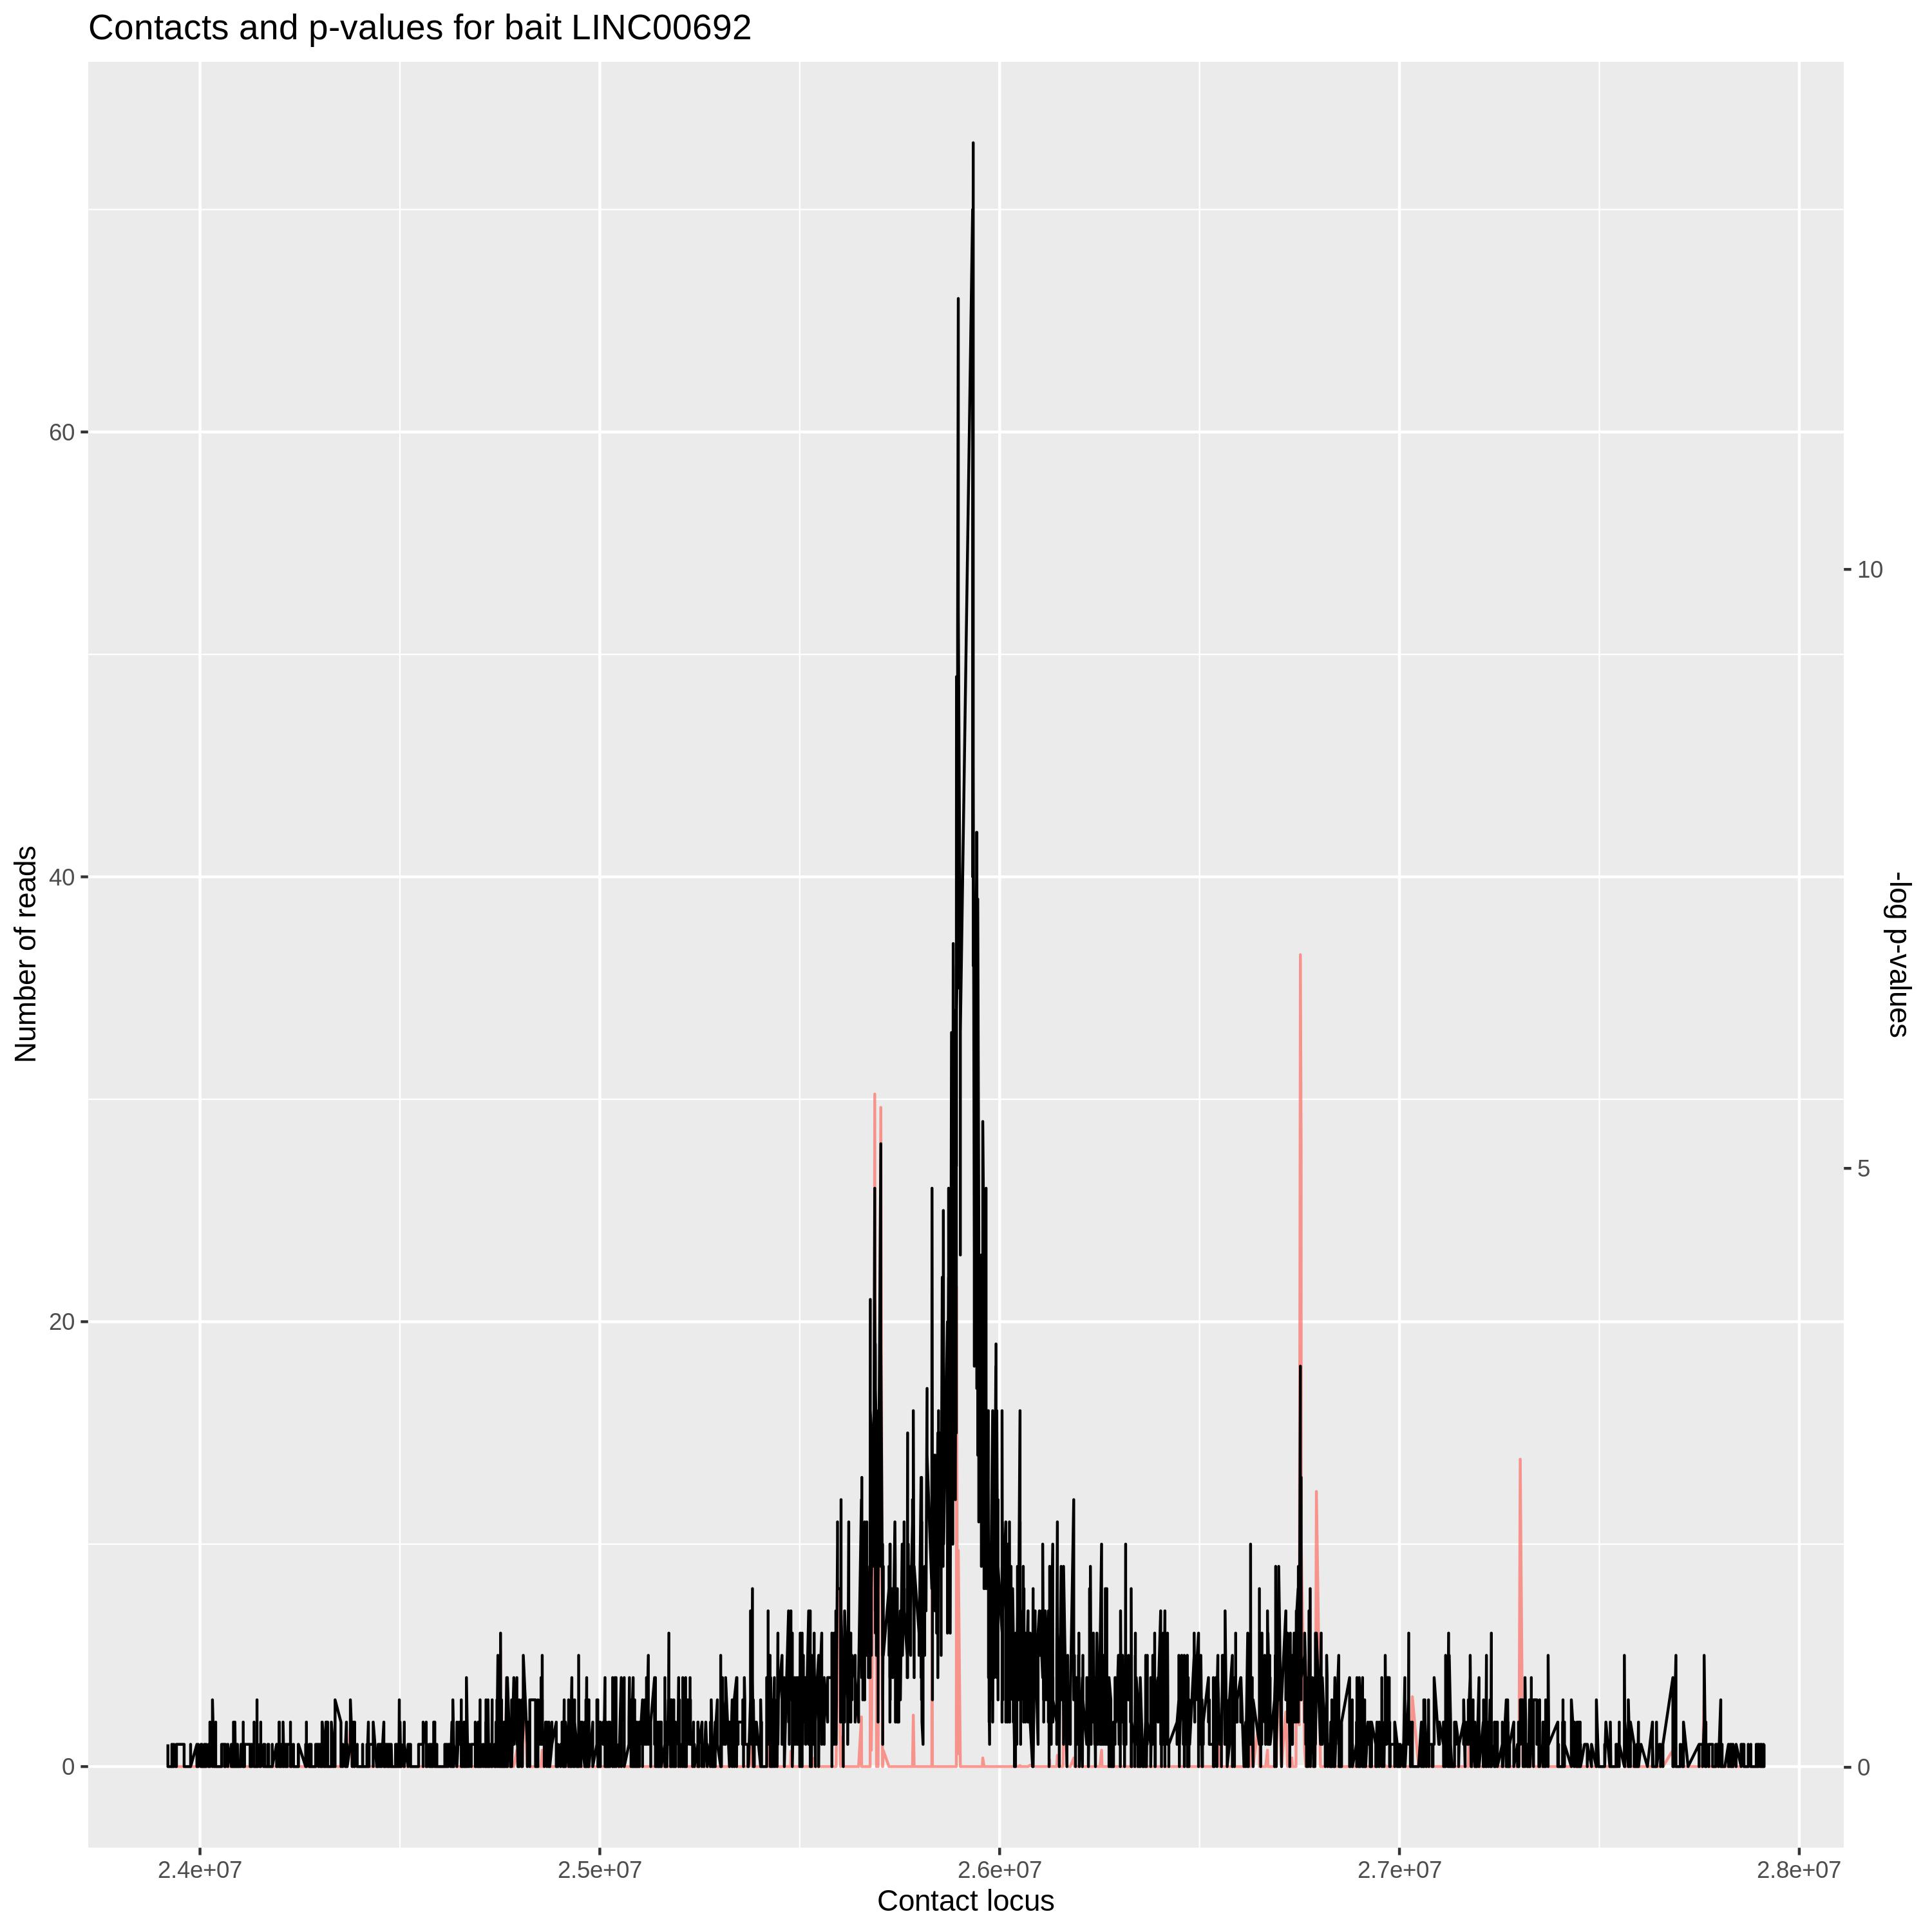 Contacts and p-values for bait LINC00692
60
40
20
0
10
5
0
Number of reads
-log p-values
2.4e+07 2.5e+07 2.6e+07 2.7e+07 2.8e+07
Contact locus